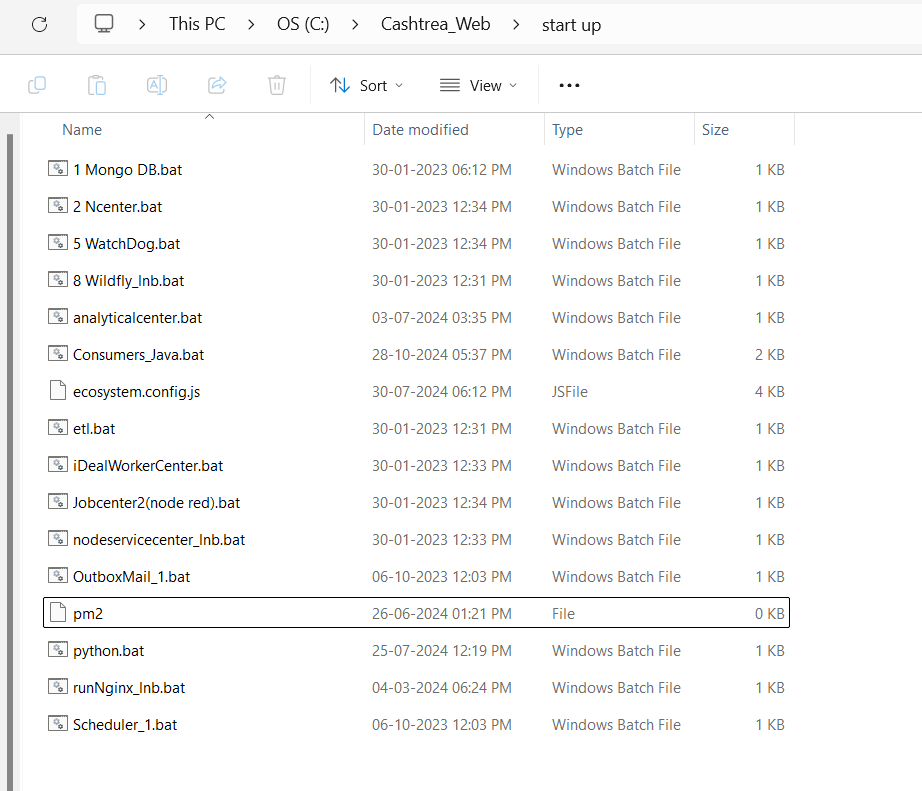 This PC > OS (C:) > Cashtrea_Web > start up
Sort View
Name Date modified Type Size
1 Mongo DB.bat 30-01-2023 06:12 PM Windows Batch File 1 KB
2 Ncenter.bat 30-01-2023 12:34 PM Windows Batch File 1 KB
5 WatchDog.bat 30-01-2023 12:34 PM Windows Batch File 1 KB
8 Wildfly_lnb.bat 30-01-2023 12:31 PM Windows Batch File 1 KB
analyticalcenter.bat 03-07-2024 03:35 PM Windows Batch File 1 KB
Consumers_Java.bat 28-10-2024 05:37 PM Windows Batch File 2 KB
ecosystem.config.js 30-07-2024 06:12 PM JSFile 4 KB
etl.bat 30-01-2023 12:31 PM Windows Batch File 1 KB
iDealWorkerCenter.bat 30-01-2023 12:33 PM Windows Batch File 1 KB
Jobcenter2(node red).bat 30-01-2023 12:34 PM Windows Batch File 1 KB
nodeservicecenter_lnb.bat 30-01-2023 12:33 PM Windows Batch File 1 KB
OutboxMail_1.bat 06-10-2023 12:03 PM Windows Batch File 1 KB
pm2 26-06-2024 01:21 PM File 0 KB
python.bat 25-07-2024 12:19 PM Windows Batch File 1 KB
runNginx_lnb.bat 04-03-2024 06:24 PM Windows Batch File 1 KB
Scheduler_1.bat 06-10-2023 12:03 PM Windows Batch File 1 KB